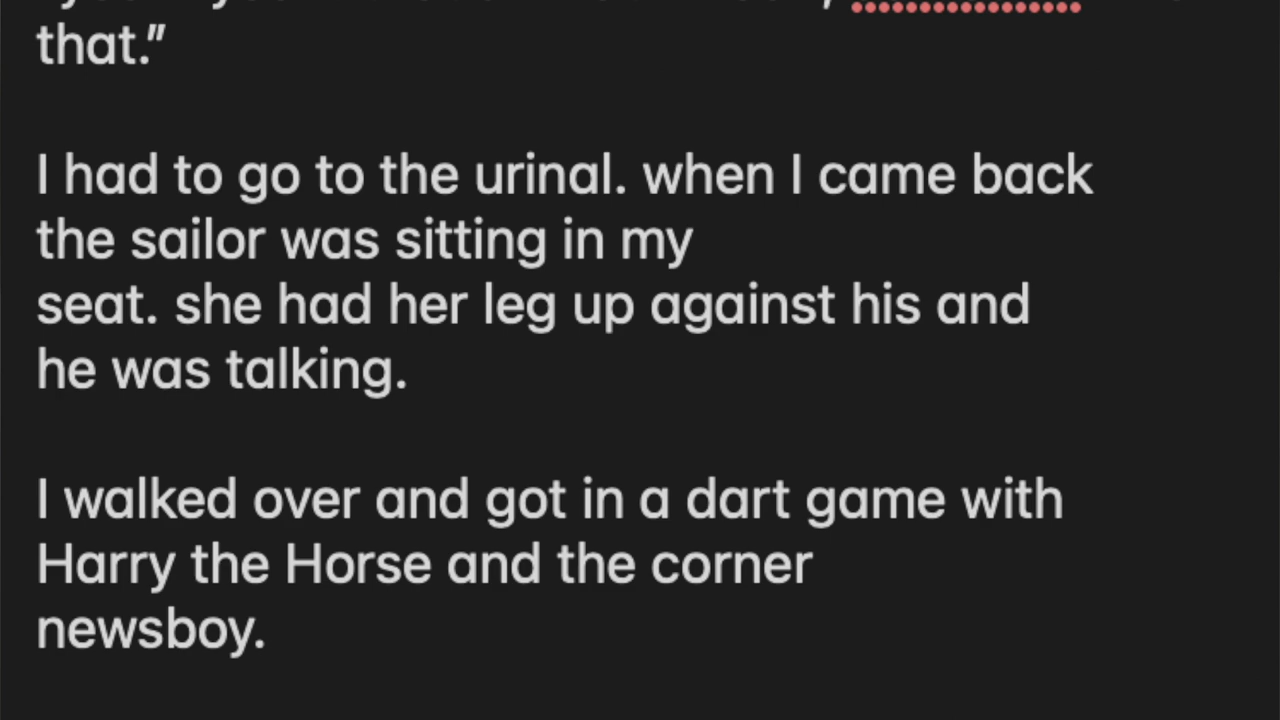 that.”
I had to go to the urinal. when I came back
the sailor was sitting in my
seat. she had her leg up against his and
he was talking.
I walked over and got in a dart game with
Harry the Horse and the corner
newsboy.